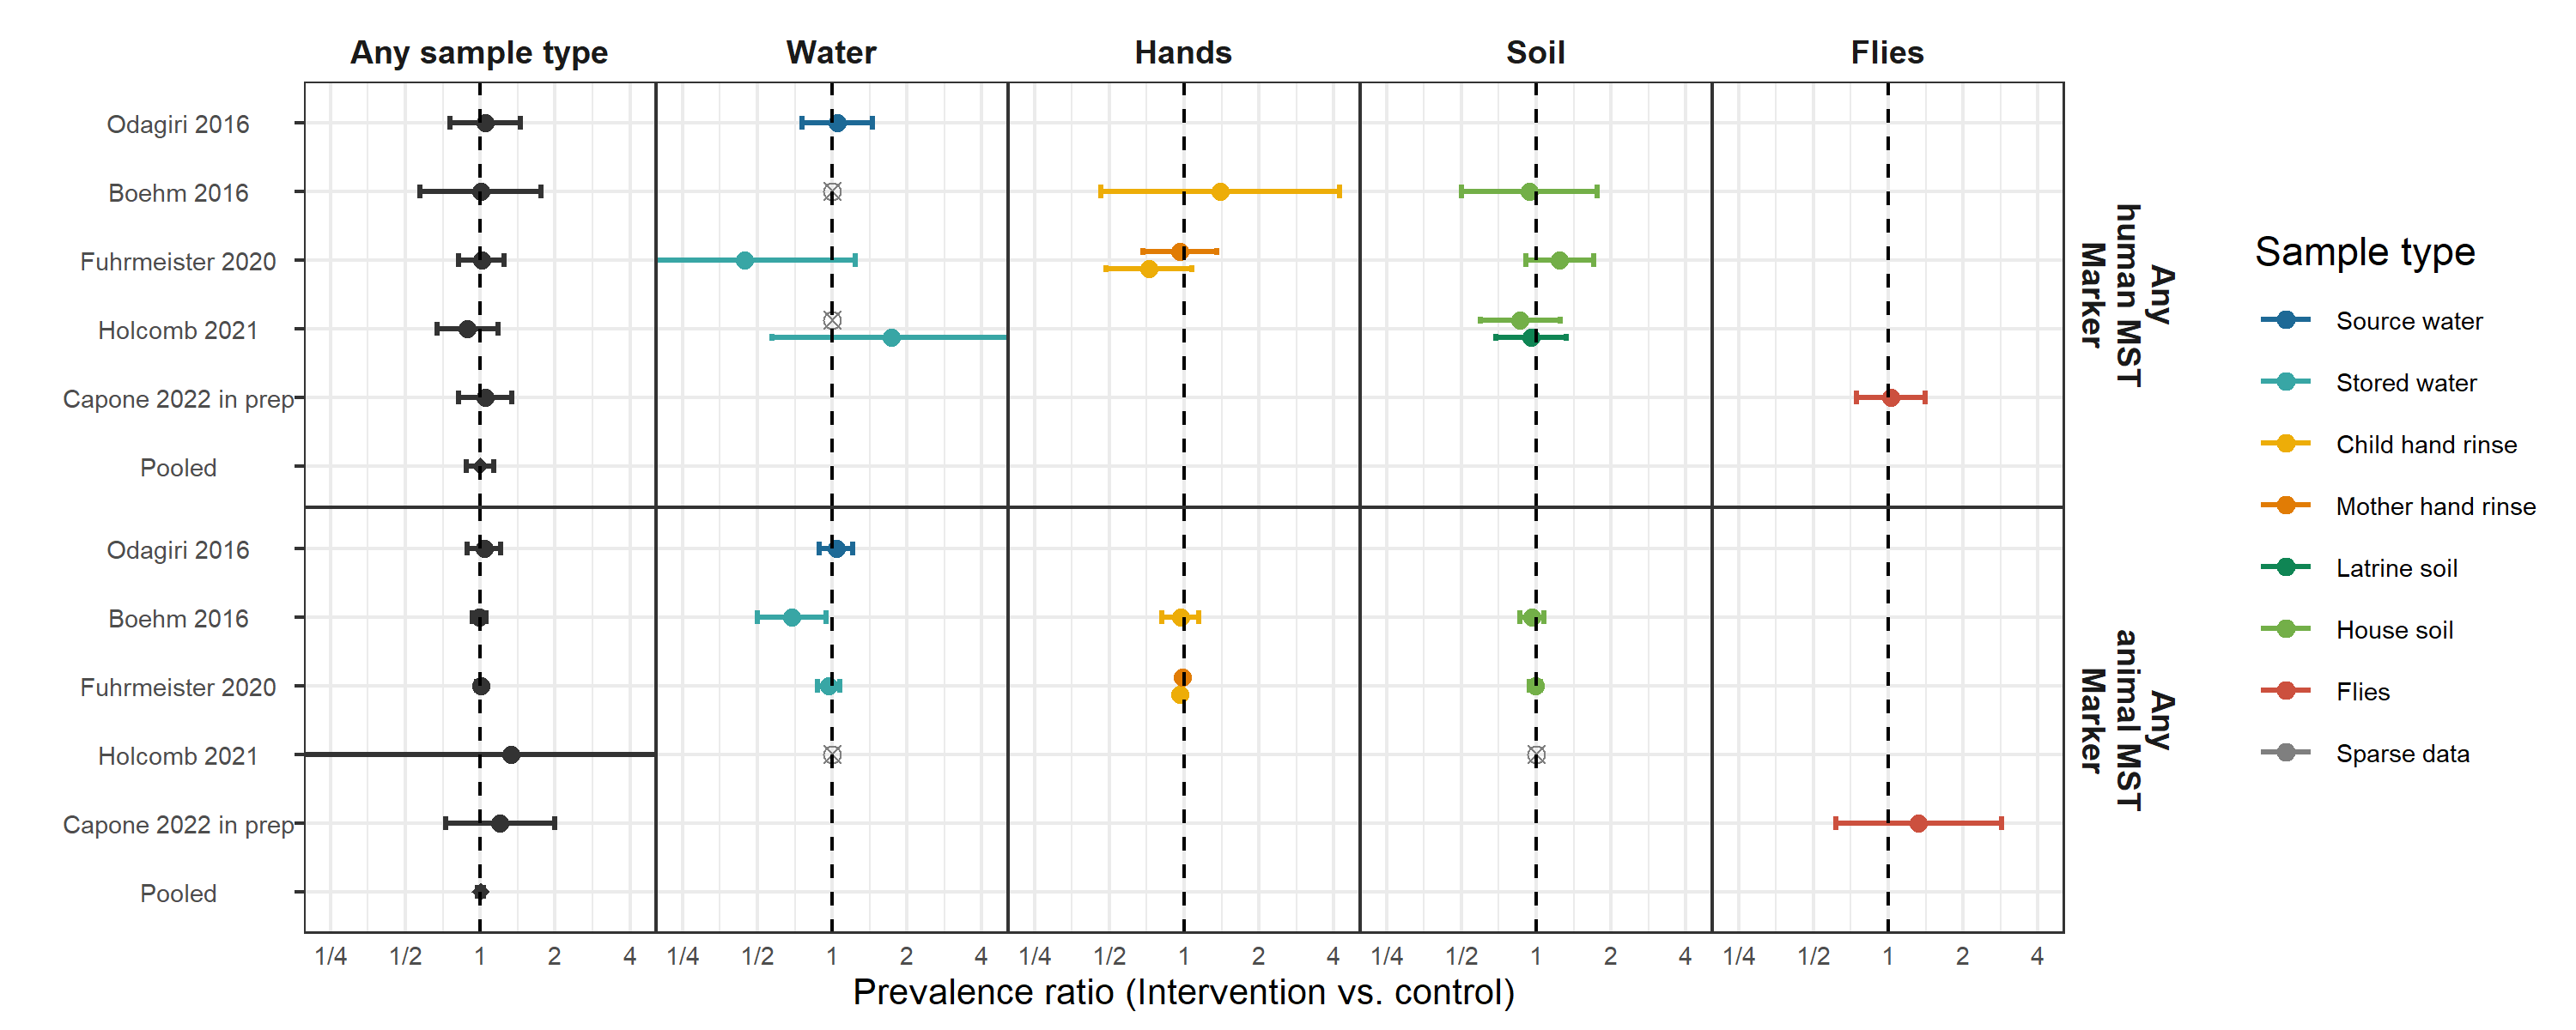 Any sample type
Water
Hands
Soil
Flies
Odagiri 2016
Boehm 2016
Fuhrmeister 2020
Holcomb 2021
Capone 2022 in prep
Pooled
Any
human MST
Marker
Odagiri 2016
Boehm 2016
Fuhrmeister 2020
Holcomb 2021
Capone 2022 in prep
Pooled
Any
animal MST
Marker
1/4 1/2 1 2 4 1/4 1/2 1 2 4 1/4 1/2 1 2 4 1/4 1/2 1 2 4 1/4 1/2 1 2 4
Prevalence ratio (Intervention vs. control)
Sample type
Source water
Stored water
Child hand rinse
Mother hand rinse
Latrine soil
House soil
Flies
Sparse data